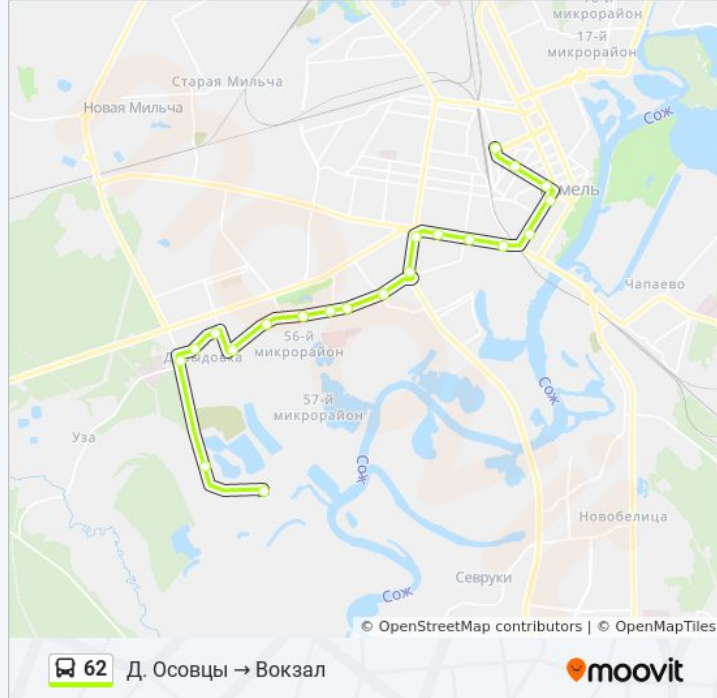 микрорайон
17-й
микрорайон
Старая Мильча
Новая Мильча
Сож
мель
Чапаево
56-й
микрорайон
57-й
микрорайон
Уза
Сож
Сож
Новобелица
Севруки
Сож
© OpenStreetMap contributors | © OpenMapTiles
62 Д. Осовцы → Вокзал
moovit